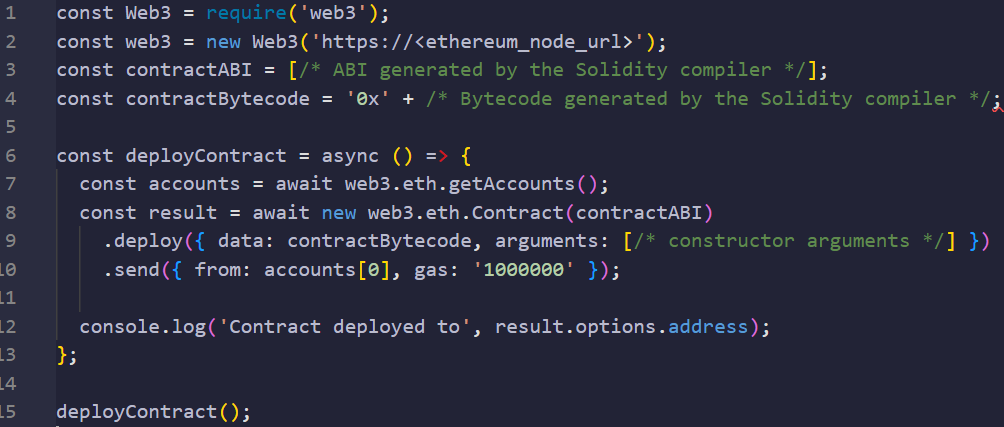 1 const Web3 = require('web3');
2 const web3 = new Web3('https://<ethereum_node_url>');
3 const contractABI = [/* ABI generated by the Solidity compiler */];
4 const contractBytecode = '0x' + /* Bytecode generated by the Solidity compiler */;
5
6 const deployContract = async () => {
7   const accounts = await web3.eth.getAccounts();
8   const result = await new web3.eth.Contract(contractABI)
9     .deploy({ data: contractBytecode, arguments: [/* constructor arguments */] })
10     .send({ from: accounts[0], gas: '1000000' });
11
12   console.log('Contract deployed to', result.options.address);
13 };
14
15 deployContract();